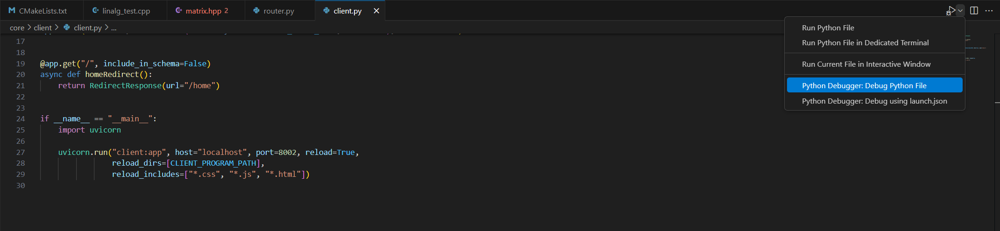 CMakeLists.txt linalg_test.cpp matrix.hpp 2 router.py client.py
core > client > client.py > ...
17
18
19 @app.get("/", include_in_schema=False)
20 async def homeRedirect():
21 return RedirectResponse(url="/home")
22
23
24 if __name__ == "__main__":
25 import uvicorn
26
27 uvicorn.run("client:app", host="localhost", port=8002, reload=True,
28 reload_dirs=[CLIENT_PROGRAM_PATH],
29 reload_includes=["*.css", "*.js", "*.html"])
30
Run Python File
Run Python File in Dedicated Terminal
Run Current File in Interactive Window
Python Debugger: Debug Python File
Python Debugger: Debug using launch.json